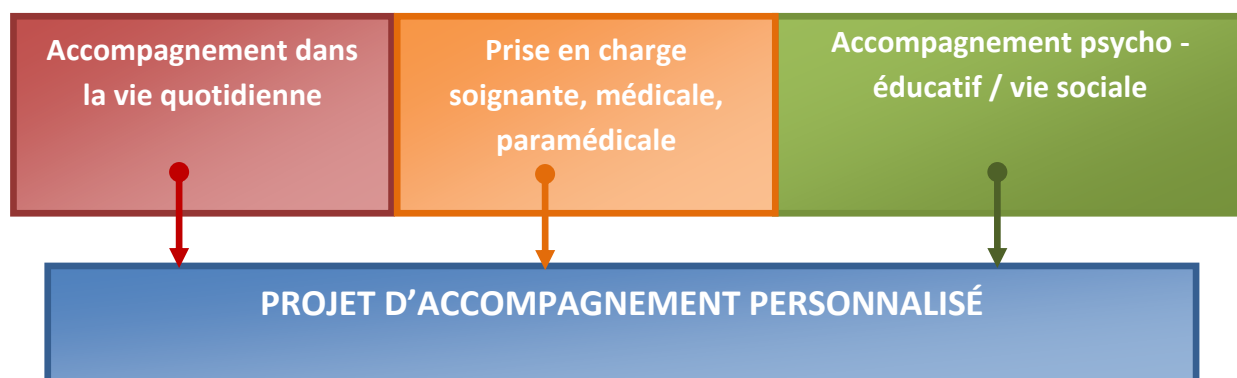 Accompagnement dans
la vie quotidienne
Prise en charge
soignante, médicale,
paramédicale
Accompagnement psycho -
éducatif / vie sociale
PROJET D’ACCOMPAGNEMENT PERSONNALISÉ